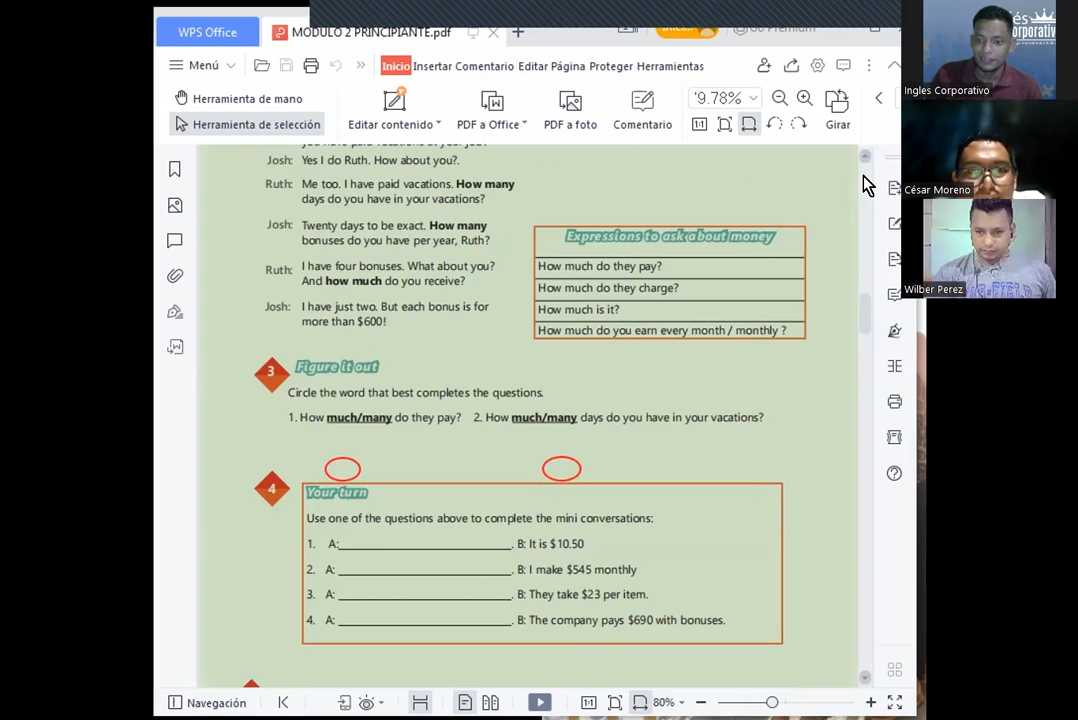 WPS Office
MODULO 2 PRINCIPIANTE.pdf
Menú
Inicio Insertar Comentario Editar Página Proteger Herramientas
Herramienta de mano
Herramienta de selección
Editar contenido
PDF a Office
PDF a foto
Comentario
'9.78%
Girar
Josh: Yes I do Ruth. How about you?.
Ruth: Me too. I have paid vacations. How many
days do you have in your vacations?
Josh: Twenty days to be exact. How many
bonuses do you have per year, Ruth?
Ruth: I have four bonuses. What about you?
And how much do you receive?
Josh: I have just two. But each bonus is for
more than $600!
Expressions to ask about money
How much do they pay?
How much do they charge?
How much is it?
How much do you earn every month / monthly ?
3 Figure it out
Circle the word that best completes the questions.
1. How much/many do they pay? 2. How much/many days do you have in your vacations?
4 Your turn
Use one of the questions above to complete the mini conversations:
1. A:____________________. B: It is $10.50
2. A: ____________________. B: I make $545 monthly
3. A: ____________________. B: They take $23 per item.
4. A: ____________________. B: The company pays $690 with bonuses.
Navegación
80%
Ingles Corporativo
César Moreno
Wilber Perez